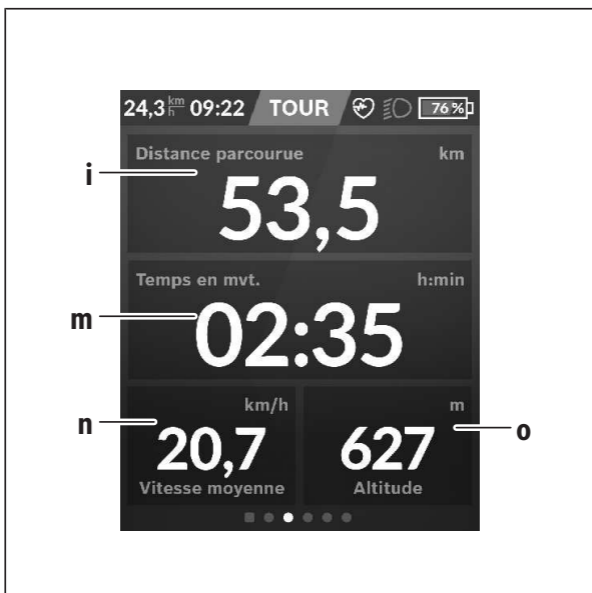 24,3 km/h 09:22 TOUR 76 %
Distance parcourue km
i
53,5
Temps en mvt. h:min
m
02:35
km/h m
n
20,7 627
o
Vitesse moyenne Altitude